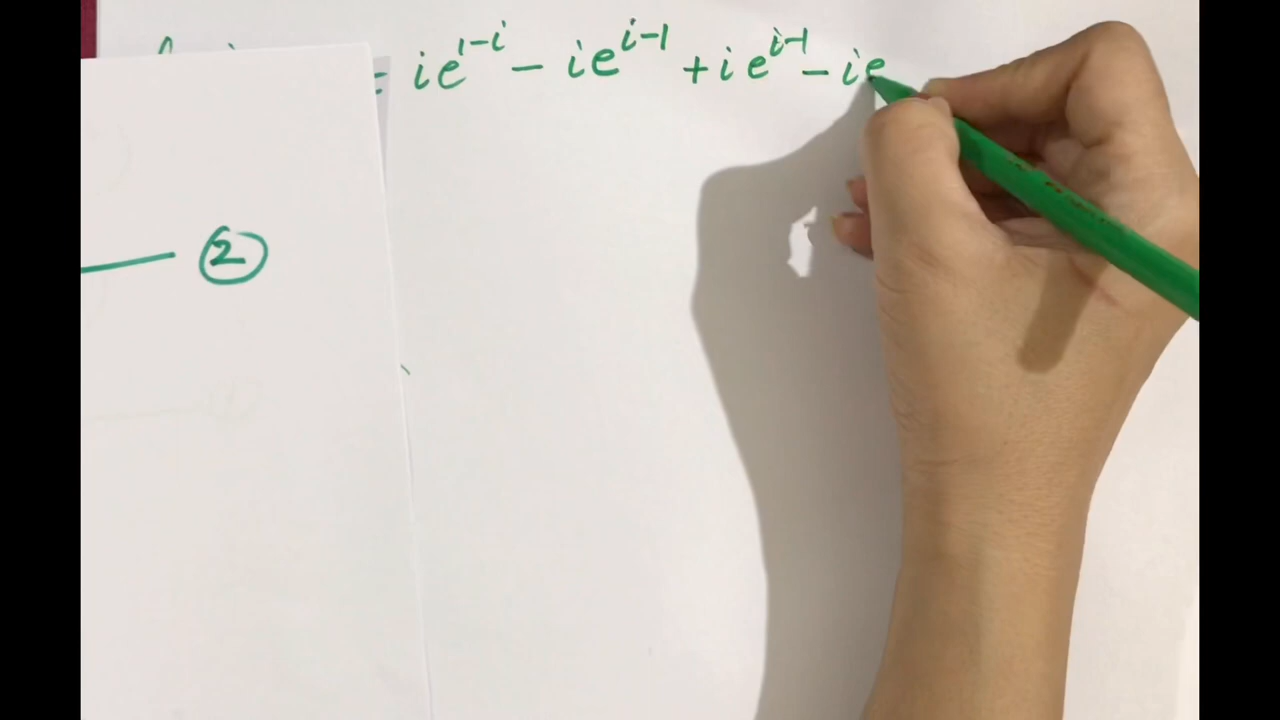 = ie^{1-i} - ie^{i-1} + ie^{i-1} - ie
②